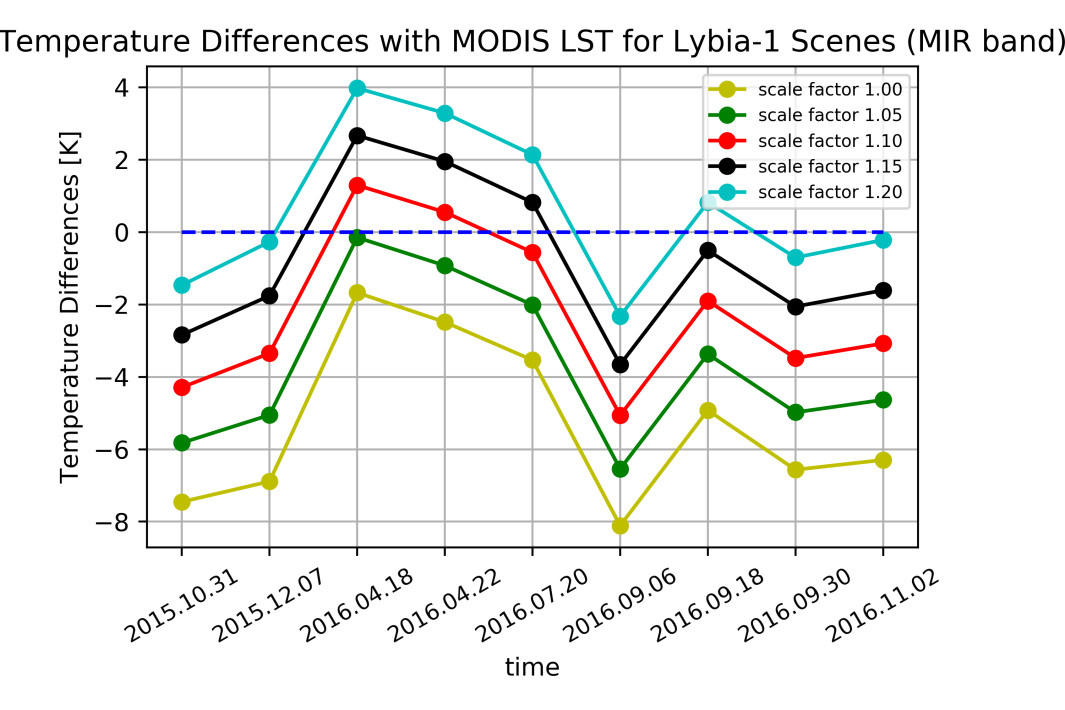 Temperature Differences with MODIS LST for Lybia-1 Scenes (MIR band)
scale factor 1.00
scale factor 1.05
scale factor 1.10
scale factor 1.15
scale factor 1.20
Temperature Differences [K]
4
2
0
−2
−4
−6
−8
2015.10.31
2015.12.07
2016.04.18
2016.04.22
2016.07.20
2016.09.06
2016.09.18
2016.09.30
2016.11.02
time